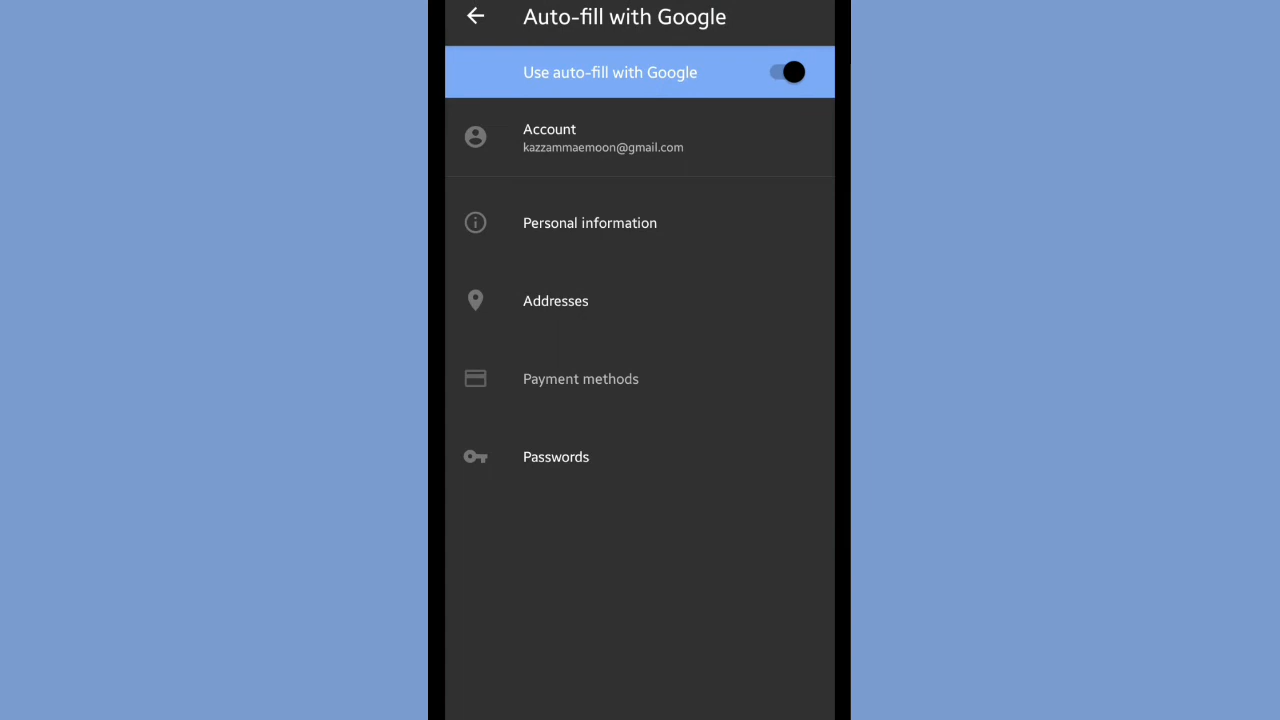 Auto-fill with Google
Use auto-fill with Google
Account
kazzammaemoon@gmail.com
Personal information
Addresses
Payment methods
Passwords